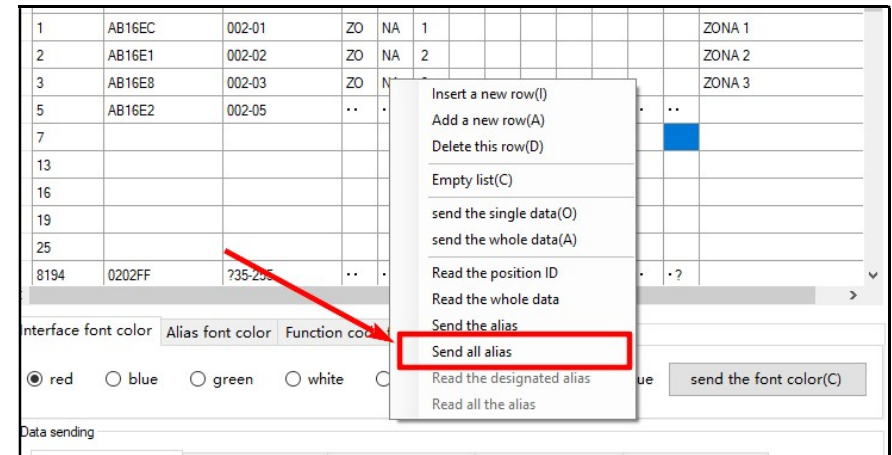 1 AB16EC 002-01 ZO NA 1 ZONA 1
2 AB16E1 002-02 ZO NA 2 ZONA 2
3 AB16E8 002-03 ZO ZONA 3
5 AB16E2 002-05 ·· ··
7
13
16
19
25
8194 0202FF ?35-255 ·· ·?
Insert a new row(I)
Add a new row(A)
Delete this row(D)
Empty list(C)
send the single data(O)
send the whole data(A)
Read the position ID
Read the whole data
Send the alias
Send all alias
Read the designated alias
Read all the alias
Interface font color Alias font color Function
red blue green white send the font color(C)
Data sending